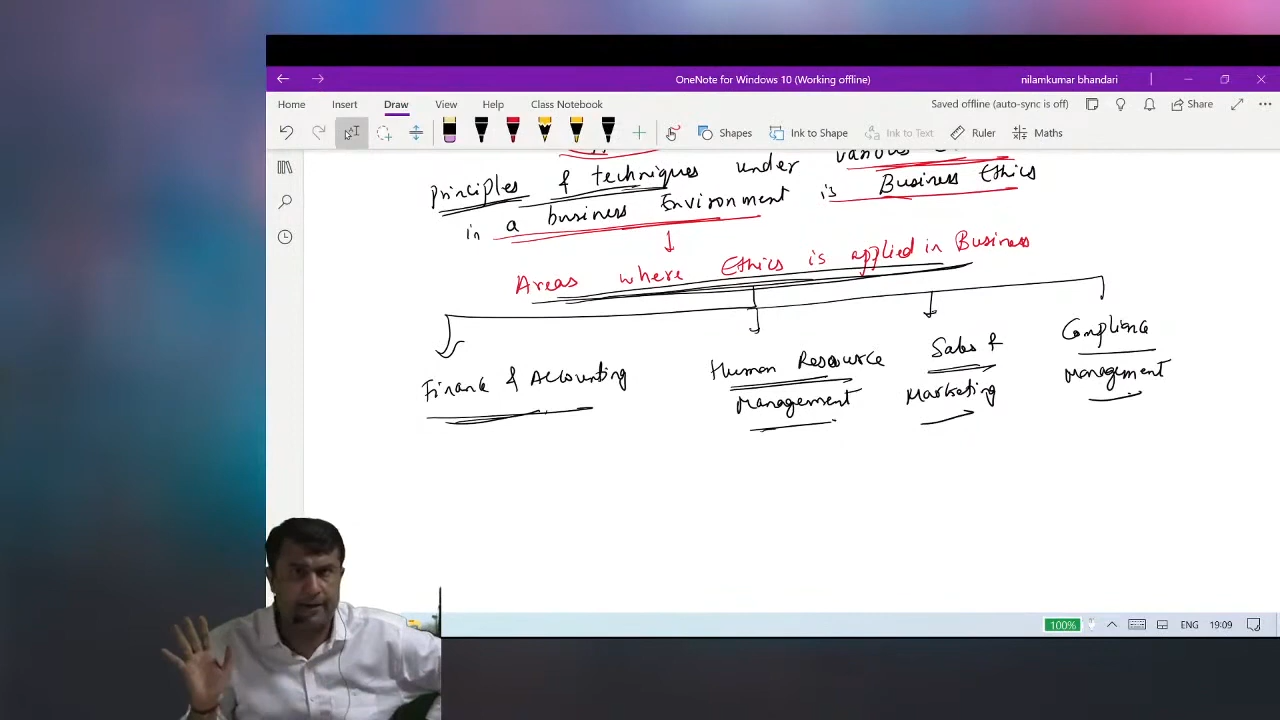 OneNote for Windows 10 (Working offline)
nilamkumar bhandari
Home Insert Draw View Help Class Notebook
Saved offline (auto-sync is off)
Share
Shapes
Ink to Shape
Ink to Text
Ruler
Maths
various
Principles & techniques under
in a business Environment is Business Ethics
Areas where Ethics is applied in Business
Finance & Accounting
Human Resource
Management
Sales &
Marketing
Complience
Management
100%
ENG
19:09